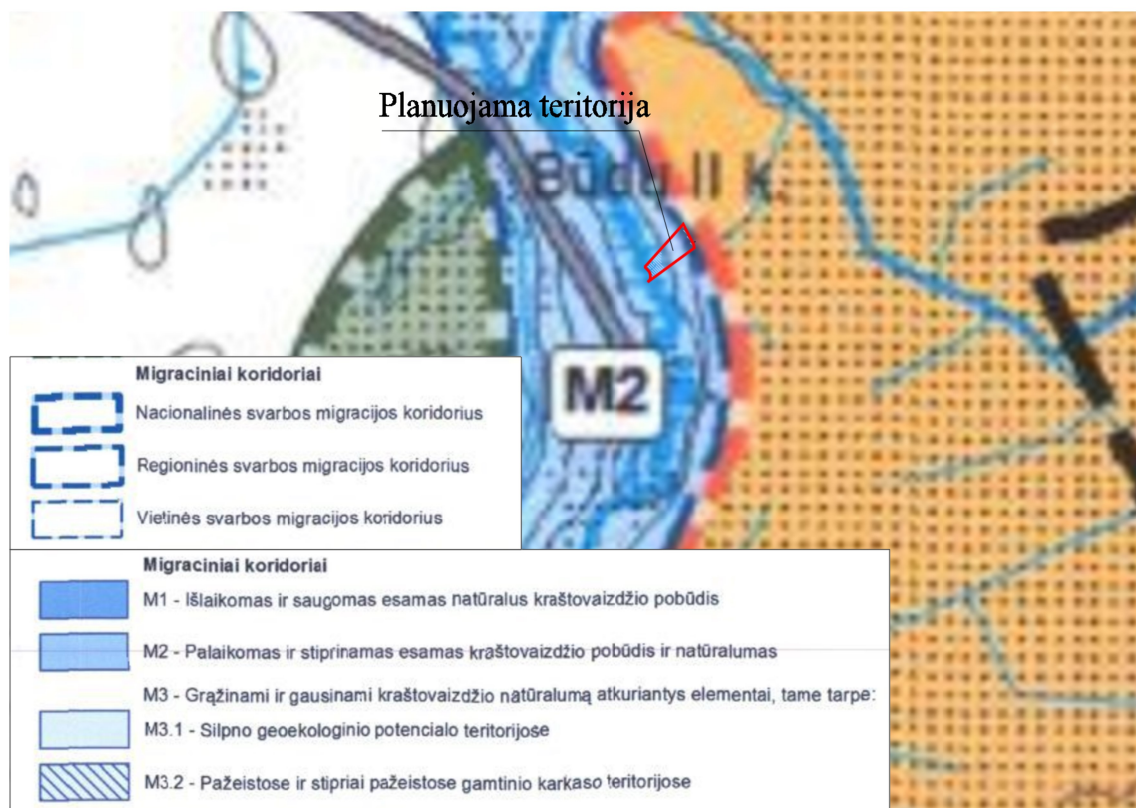 Planuojama teritorija
Būdų II k.
M2
Migraciniai koridoriai
Nacionalinės svarbos migracijos koridorius
Regioninės svarbos migracijos koridorius
Vietinės svarbos migracijos koridorius
Migraciniai koridoriai
M1 - Išlaikomas ir saugomas esamas natūralus kraštovaizdžio pobūdis
M2 - Palaikomas ir stiprinamas esamas kraštovaizdžio pobūdis ir natūralumas
M3 - Grąžinami ir gausinami kraštovaizdžio natūralumą atkuriantys elementai, tame tarpe:
M3.1 - Silpno geoekologinio potencialo teritorijose
M3.2 - Pažeistose ir stipriai pažeistose gamtinio karkaso teritorijose